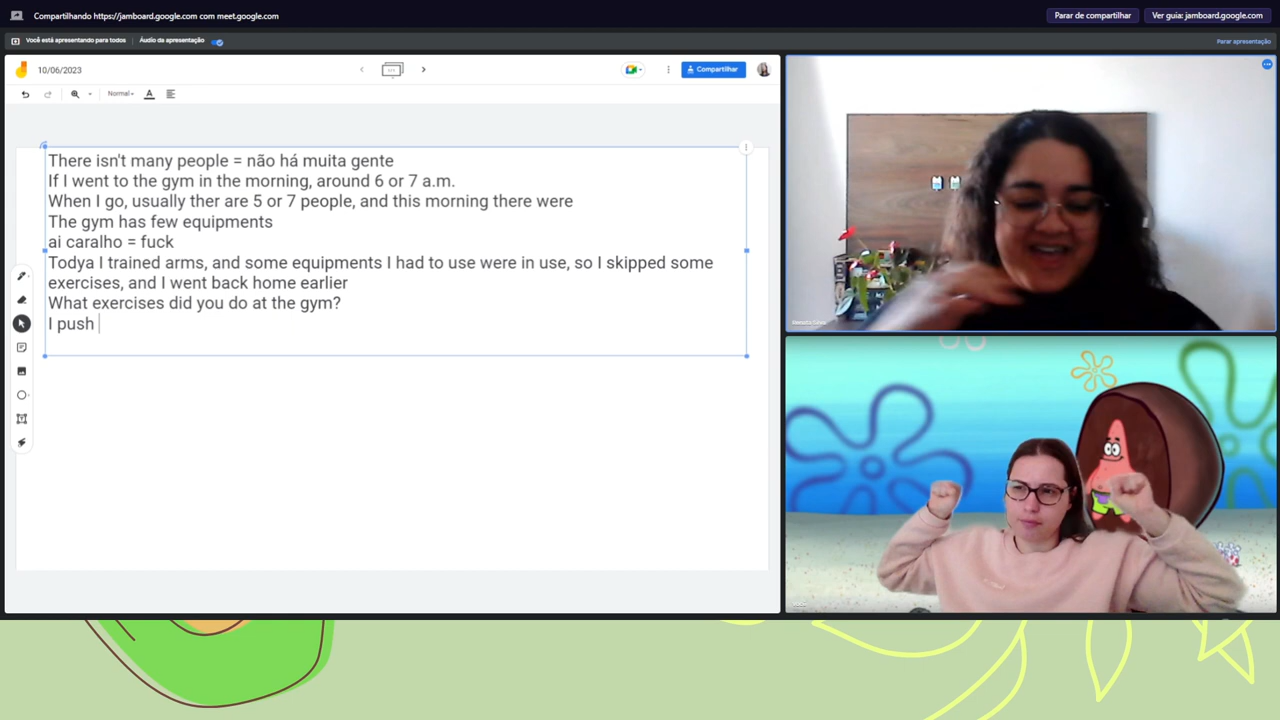 Compartilhando https://jamboard.google.com com meet.google.com
Parar de compartilhar
Ver guia: jamboard.google.com
Você está apresentando para todos
Áudio da apresentação
Parar apresentação
10/06/2023
Compartilhar
Normal
There isn't many people = não há muita gente
If I went to the gym in the morning, around 6 or 7 a.m.
When I go, usually ther are 5 or 7 people, and this morning there were
The gym has few equipments
ai caralho = fuck
Todya I trained arms, and some equipments I had to use were in use, so I skipped some
exercises, and I went back home earlier
What exercises did you do at the gym?
I push